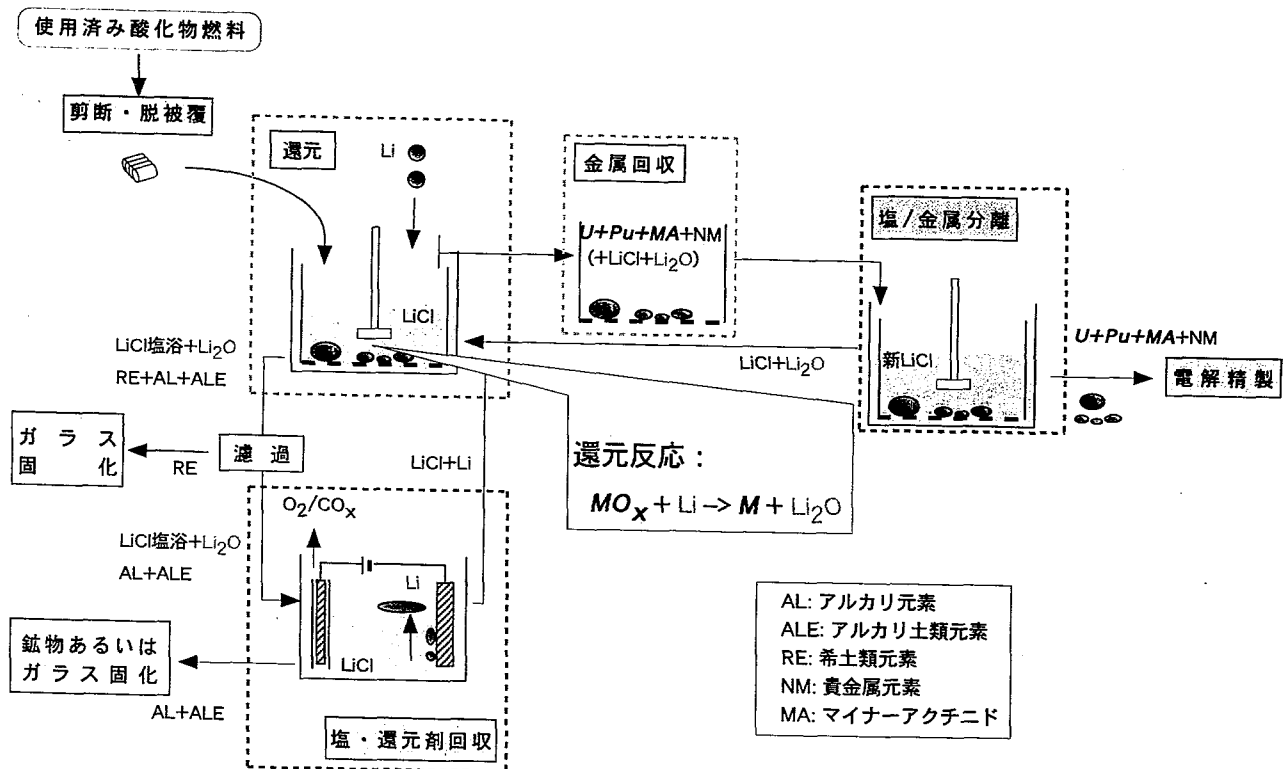 使用済み酸化物燃料
剪断・脱被覆
還元
Li
LiCl
金属回収
U+Pu+MA+NM
(+LiCl+Li₂O)
塩/金属分離
新LiCl
LiCl+Li₂O
U+Pu+MA+NM
電解精製
LiCl塩浴+Li₂O
RE+AL+ALE
ガラス
固化
RE
濾過
LiCl+Li
還元反応：
MOx + Li –> M + Li₂O
O₂/COx
LiCl塩浴+Li₂O
AL+ALE
Li
LiCl
鉱物あるいは
ガラス固化
AL+ALE
塩・還元剤回収
AL: アルカリ元素
ALE: アルカリ土類元素
RE: 希土類元素
NM: 貴金属元素
MA: マイナーアクチニド